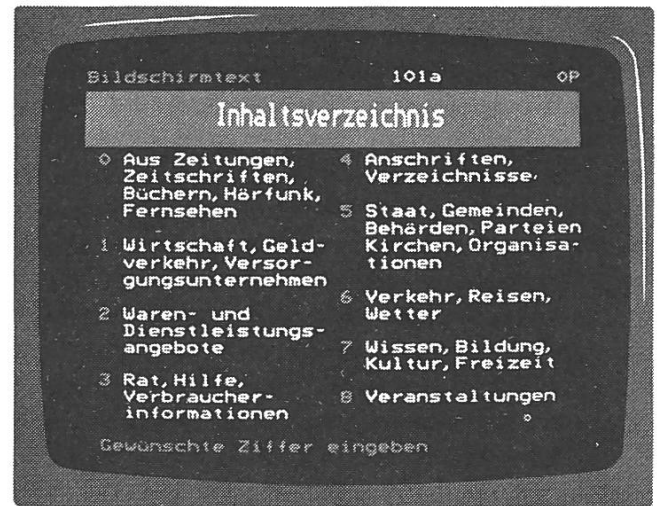 Bildschirmtext 101a 0P
Inhaltsverzeichnis
0 Aus Zeitungen,
Zeitschriften,
Büchern, Hörfunk,
Fernsehen
1 Wirtschaft, Geld-
verkehr, Versor-
gungsunternehmen
2 Waren- und
Dienstleistungs-
angebote
3 Rat, Hilfe,
Verbraucher-
informationen
4 Anschriften,
Verzeichnisse
5 Staat, Gemeinden,
Behörden, Parteien
Kirchen, Organisa-
tionen
6 Verkehr, Reisen,
Wetter
7 Wissen, Bildung,
Kultur, Freizeit
8 Veranstaltungen
Gewünschte Ziffer eingeben